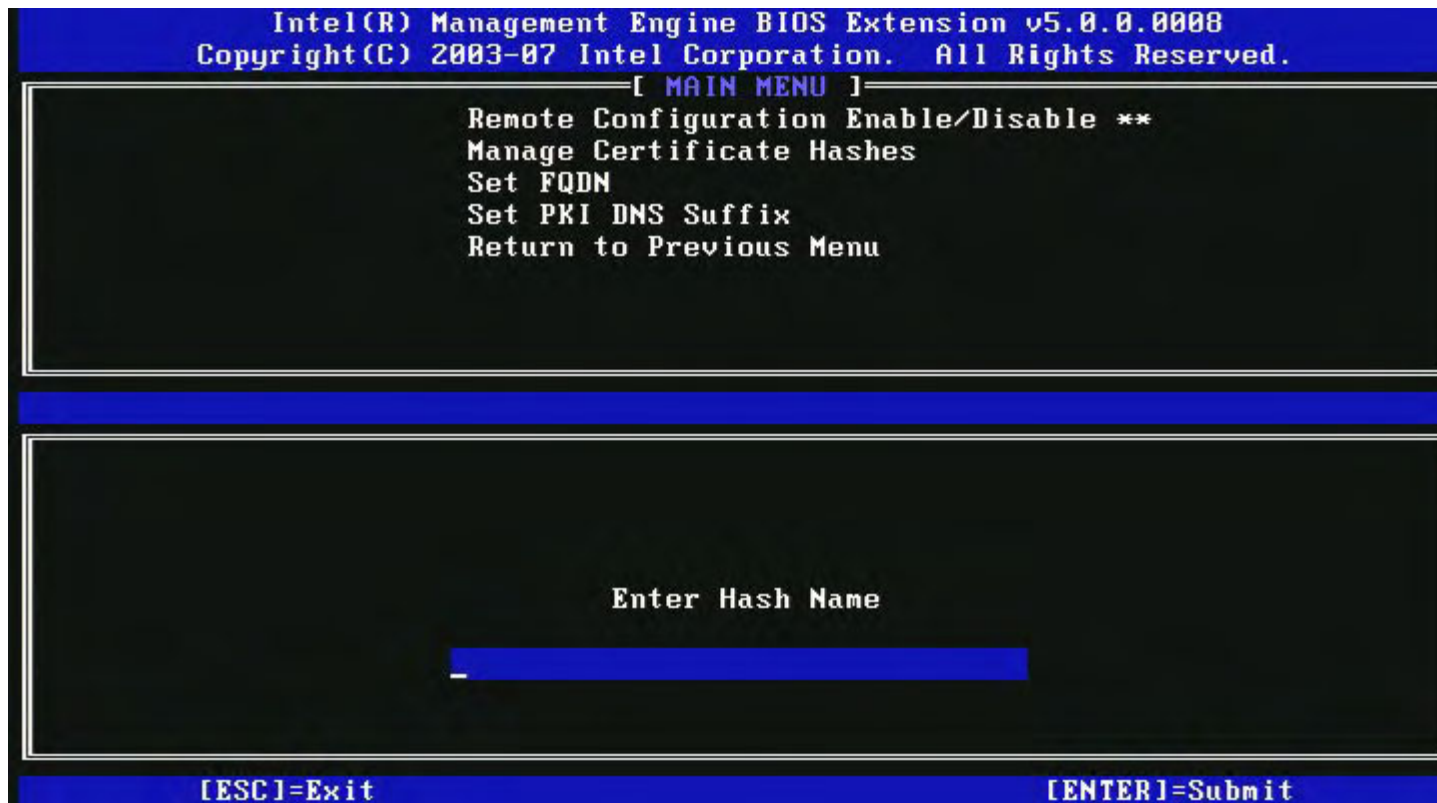 Intel(R) Management Engine BIOS Extension v5.0.0.0008
Copyright(C) 2003-07 Intel Corporation. All Rights Reserved.
[ MAIN MENU ]
Remote Configuration Enable/Disable **
Manage Certificate Hashes
Set FQDN
Set PKI DNS Suffix
Return to Previous Menu
Enter Hash Name
[ESC]=Exit [ENTER]=Submit